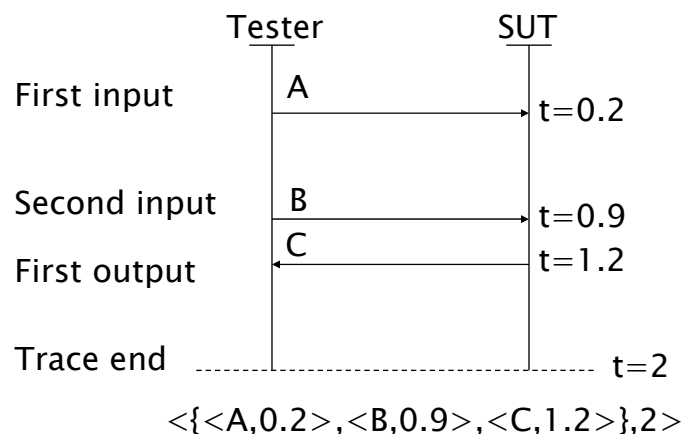 Tester SUT
First input A t=0.2
Second input B t=0.9
First output C t=1.2
Trace end t=2
<{<A,0.2>,<B,0.9>,<C,1.2>},2>